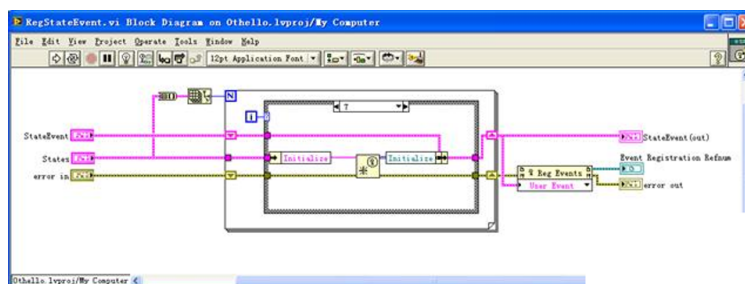 RegStateEvent.vi Block Diagram on Othello.lvproj/My Computer
File Edit View Project Operate Tools Window Help
12pt Application Font
N
i
7
StateEvent
StateEvent(out)
States
Initialize
Initialize
Event Registration Refnum
error in
Reg Events
User Event
error out
Othello.lvproj/My Computer